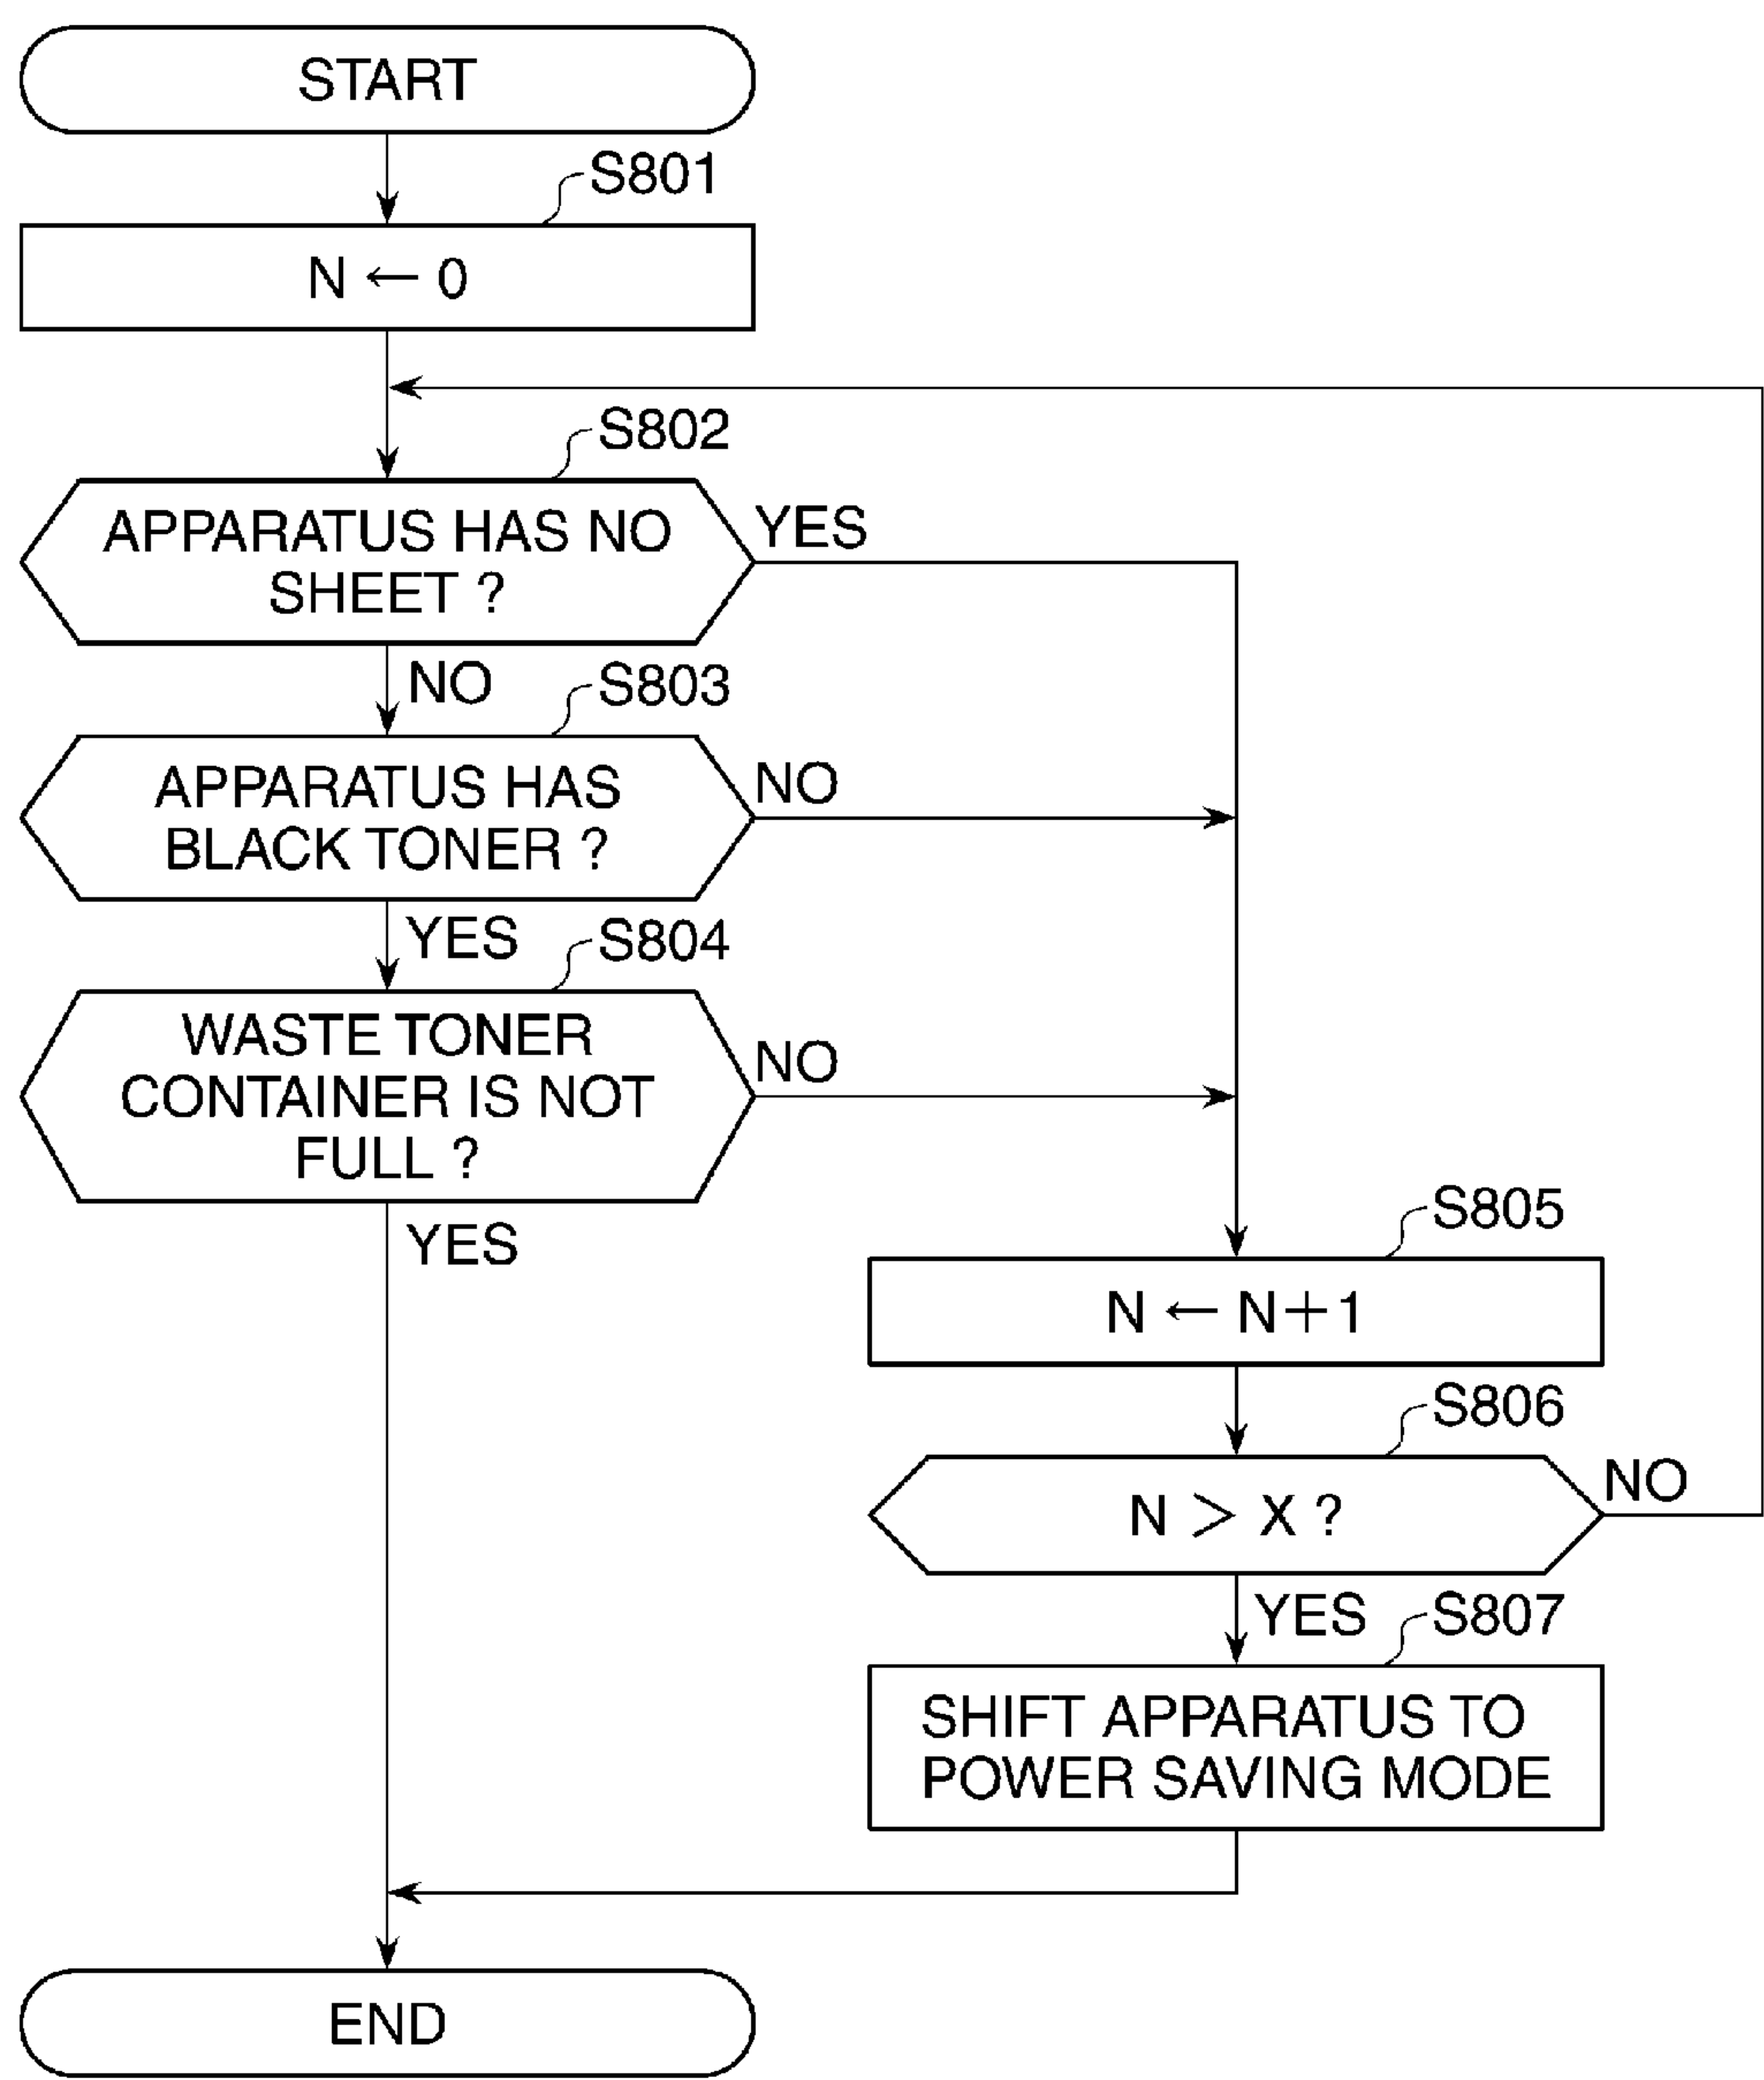 START
S801
N ← 0
S802
APPARATUS HAS NO
SHEET ?
YES
NO
S803
APPARATUS HAS
BLACK TONER ?
NO
YES
S804
WASTE TONER
CONTAINER IS NOT
FULL ?
NO
YES
S805
N ← N+1
S806
N > X ?
NO
YES
S807
SHIFT APPARATUS TO
POWER SAVING MODE
END